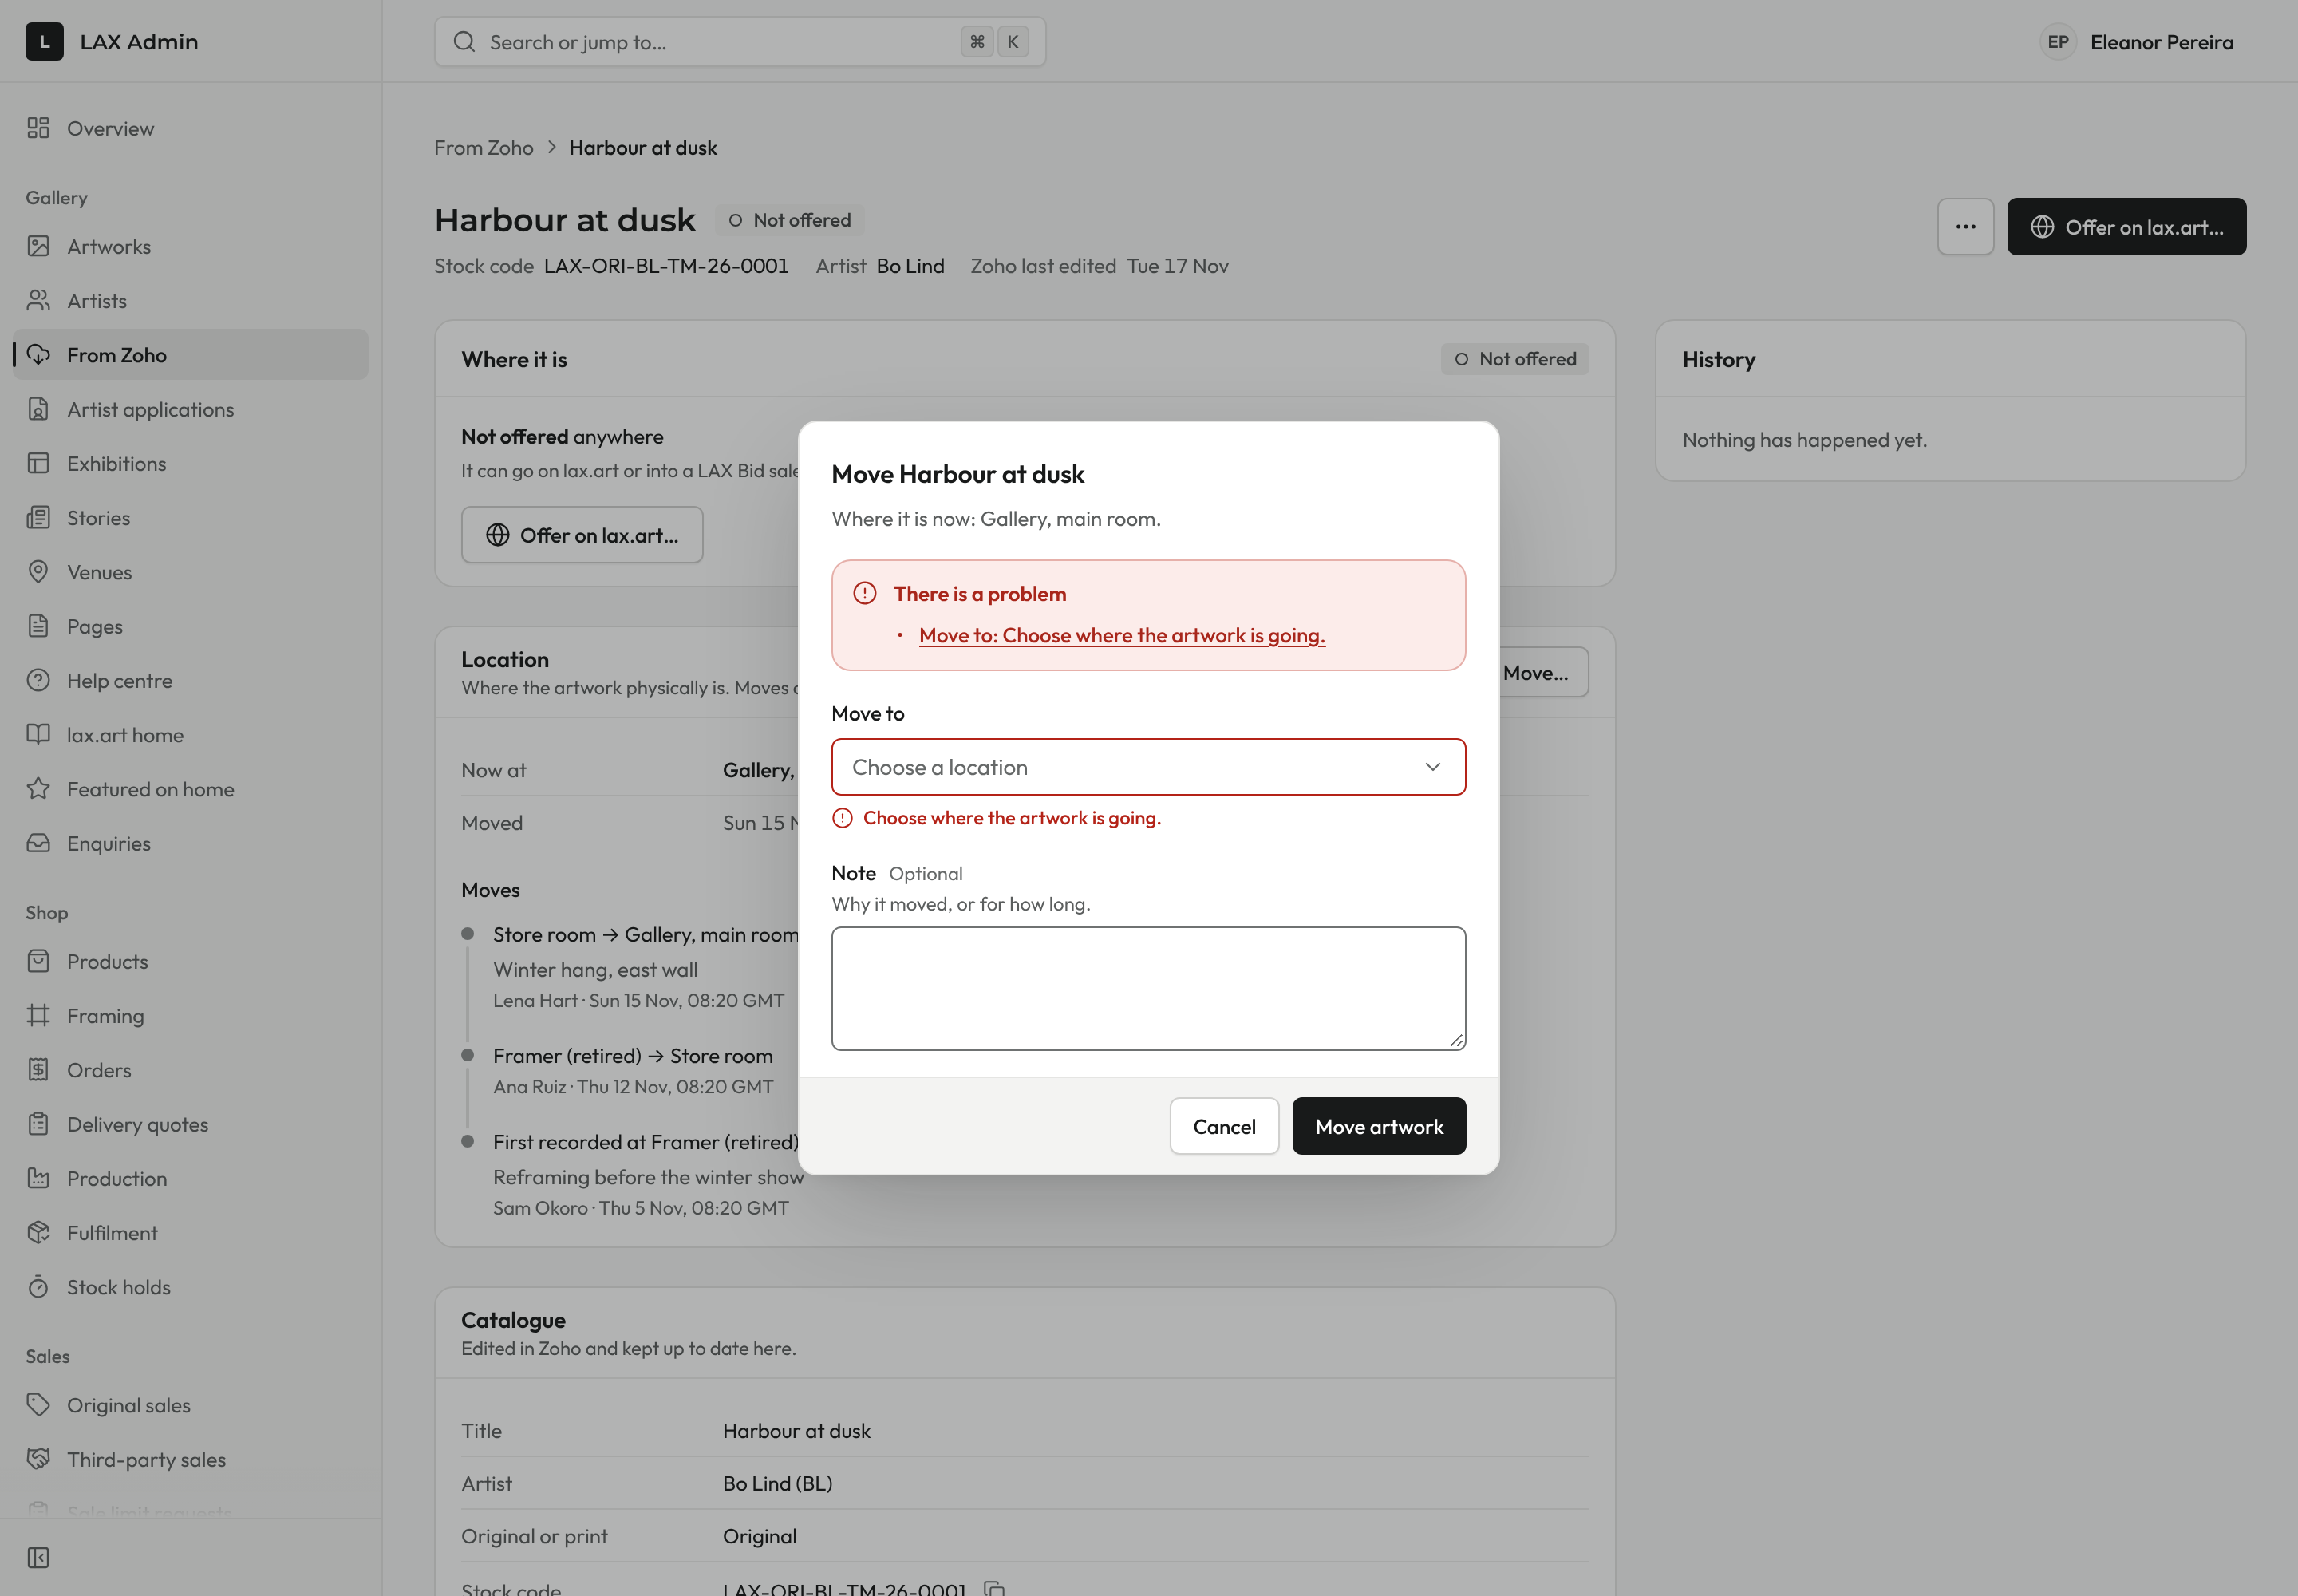 L
LAX Admin
Search or jump to...
⌘ K
EP
Eleanor Pereira
Overview
Gallery
Artworks
Artists
From Zoho
Artist applications
Exhibitions
Stories
Venues
Pages
Help centre
lax.art home
Featured on home
Enquiries
Shop
Products
Framing
Orders
Delivery quotes
Production
Fulfilment
Stock holds
Sales
Original sales
Third-party sales
Sale limit requests
From Zoho > Harbour at dusk
Harbour at dusk
Not offered
Stock code LAX-ORI-BL-TM-26-0001 Artist Bo Lind Zoho last edited Tue 17 Nov
...
Offer on lax.art...
Where it is
Not offered
Not offered anywhere
It can go on lax.art or into a LAX Bid sale
Offer on lax.art...
History
Nothing has happened yet.
Location
Where the artwork physically is. Moves
Move...
Now at Gallery,
Moved Sun 15
Moves
Store room → Gallery, main room
Winter hang, east wall
Lena Hart · Sun 15 Nov, 08:20 GMT
Framer (retired) → Store room
Ana Ruiz · Thu 12 Nov, 08:20 GMT
First recorded at Framer (retired)
Reframing before the winter show
Sam Okoro · Thu 5 Nov, 08:20 GMT
Catalogue
Edited in Zoho and kept up to date here.
Title Harbour at dusk
Artist Bo Lind (BL)
Original or print Original
Stock code LAX-ORI-BL-TM-26-0001
Move Harbour at dusk
Where it is now: Gallery, main room.
There is a problem
• Move to: Choose where the artwork is going.
Move to
Choose a location
Choose where the artwork is going.
Note Optional
Why it moved, or for how long.
Cancel
Move artwork